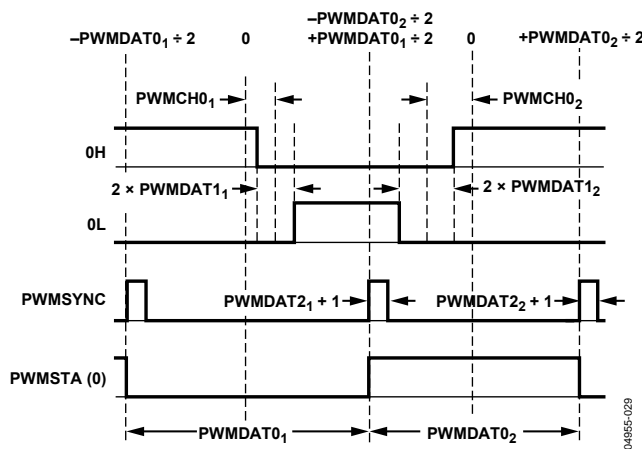 –PWMDAT0₁ ÷ 2
0
–PWMDAT0₂ ÷ 2
+PWMDAT0₁ ÷ 2
0
+PWMDAT0₂ ÷ 2
PWMCH0₁
PWMCH0₂
0H
2 × PWMDAT1₁
2 × PWMDAT1₂
0L
PWMSYNC
PWMDAT2₁ + 1
PWMDAT2₂ + 1
PWMSTA (0)
PWMDAT0₁
PWMDAT0₂
04955-029